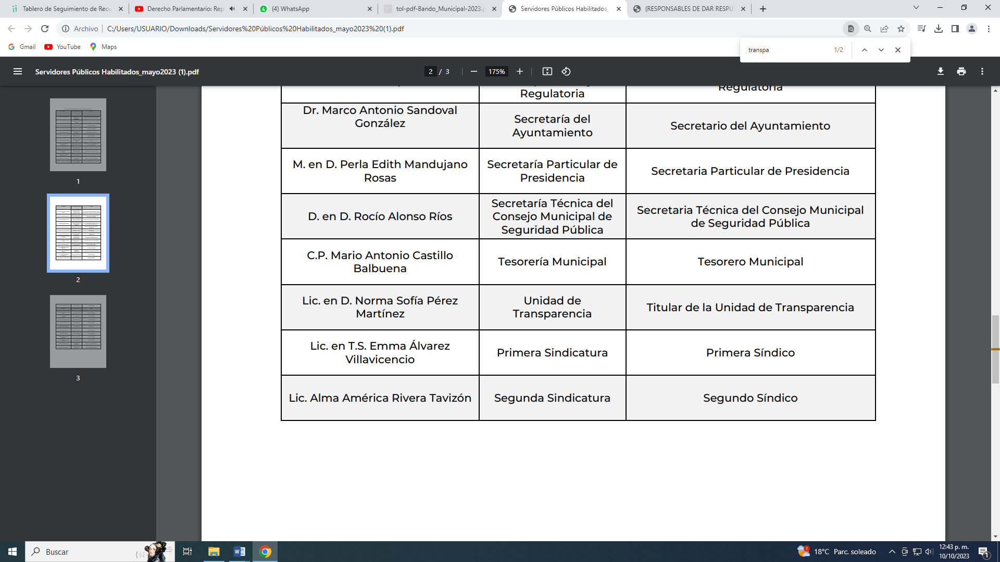 Tablero de Seguimiento de Recu
Derecho Parlamentario: Rep
(4) WhatsApp
tol-pdf-Bando_Municipal-2023.p
Servidores Públicos Habilitados_
(RESPONSABLES DE DAR RESPU
Archivo
C:/Users/USUARIO/Downloads/Servidores%20Públicos%20Habilitados_mayo2023%20(1).pdf
Gmail
YouTube
Maps
transpa
1/2
Servidores Públicos Habilitados_mayo2023 (1).pdf
2 / 3
175%
1
2
3
Regulatoria
Regulatoria
Dr. Marco Antonio Sandoval
González
Secretaría del
Ayuntamiento
Secretario del Ayuntamiento
M. en D. Perla Edith Mandujano
Rosas
Secretaría Particular de
Presidencia
Secretaria Particular de Presidencia
D. en D. Rocío Alonso Ríos
Secretaría Técnica del
Consejo Municipal de
Seguridad Pública
Secretaria Técnica del Consejo Municipal
de Seguridad Pública
C.P. Mario Antonio Castillo
Balbuena
Tesorería Municipal
Tesorero Municipal
Lic. en D. Norma Sofía Pérez
Martínez
Unidad de
Transparencia
Titular de la Unidad de Transparencia
Lic. en T.S. Emma Álvarez
Villavicencio
Primera Sindicatura
Primera Síndico
Lic. Alma América Rivera Tavizón
Segunda Sindicatura
Segundo Síndico
Buscar
1
18°C Parc. soleado
12:43 p. m.
10/10/2023
1